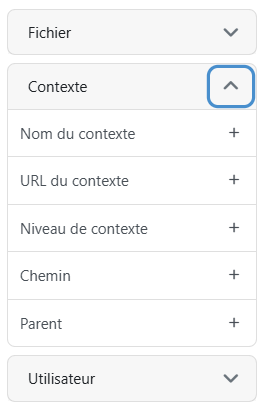 Fichier
Contexte
Nom du contexte +
URL du contexte +
Niveau de contexte +
Chemin +
Parent +
Utilisateur